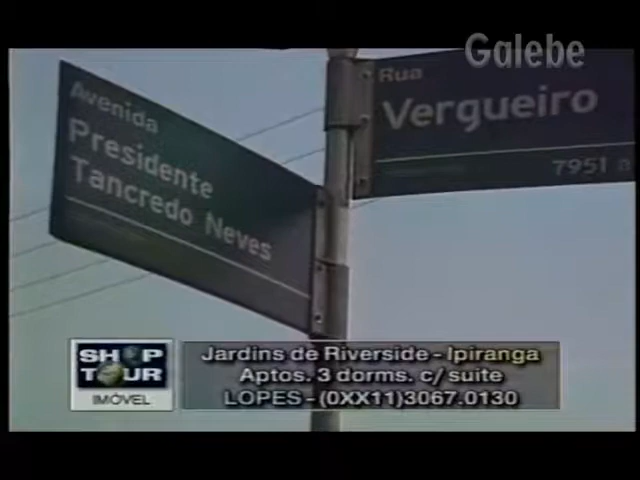 Galebe
Avenida
Presidente
Tancredo Neves
Rua
Vergueiro
7951 a
SHOP
TOUR
IMÓVEL
Jardins de Riverside - Ipiranga
Aptos. 3 dorms. c/ suite
LOPES - (0XX11)3067.0130